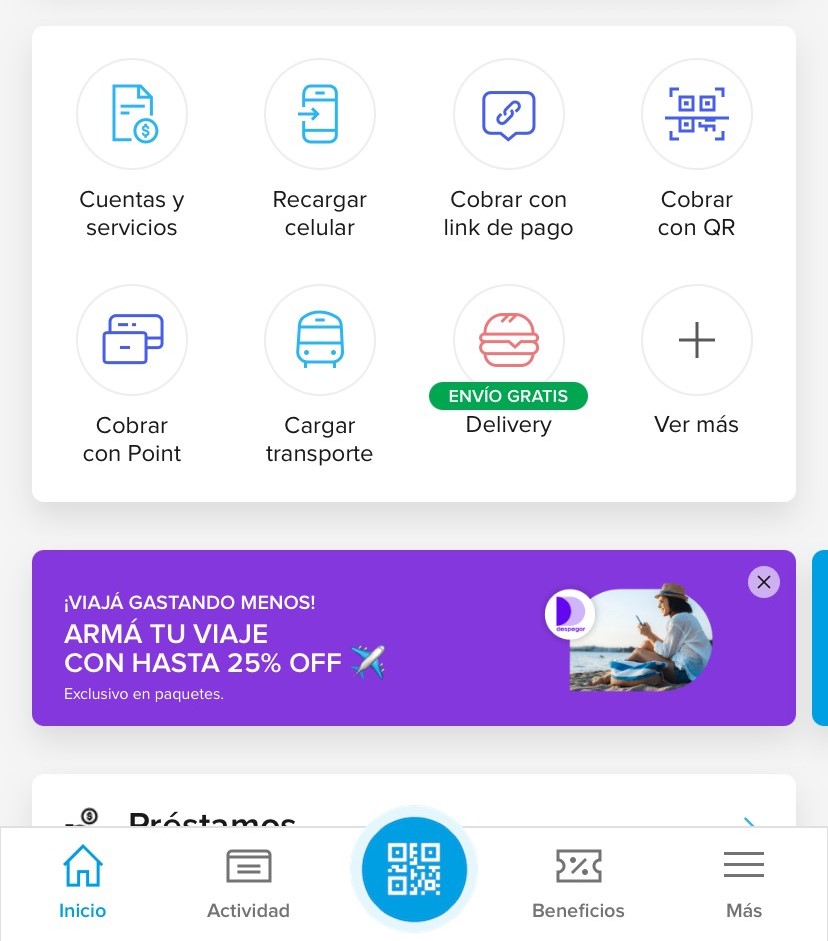 Cuentas y
servicios
Recargar
celular
Cobrar con
link de pago
Cobrar
con QR
Cobrar
con Point
Cargar
transporte
ENVÍO GRATIS
Delivery
Ver más
¡VIAJÁ GASTANDO MENOS!
ARMÁ TU VIAJE
CON HASTA 25% OFF ✈️
Exclusivo en paquetes.
despegar
Préstamos
Inicio
Actividad
Beneficios
Más